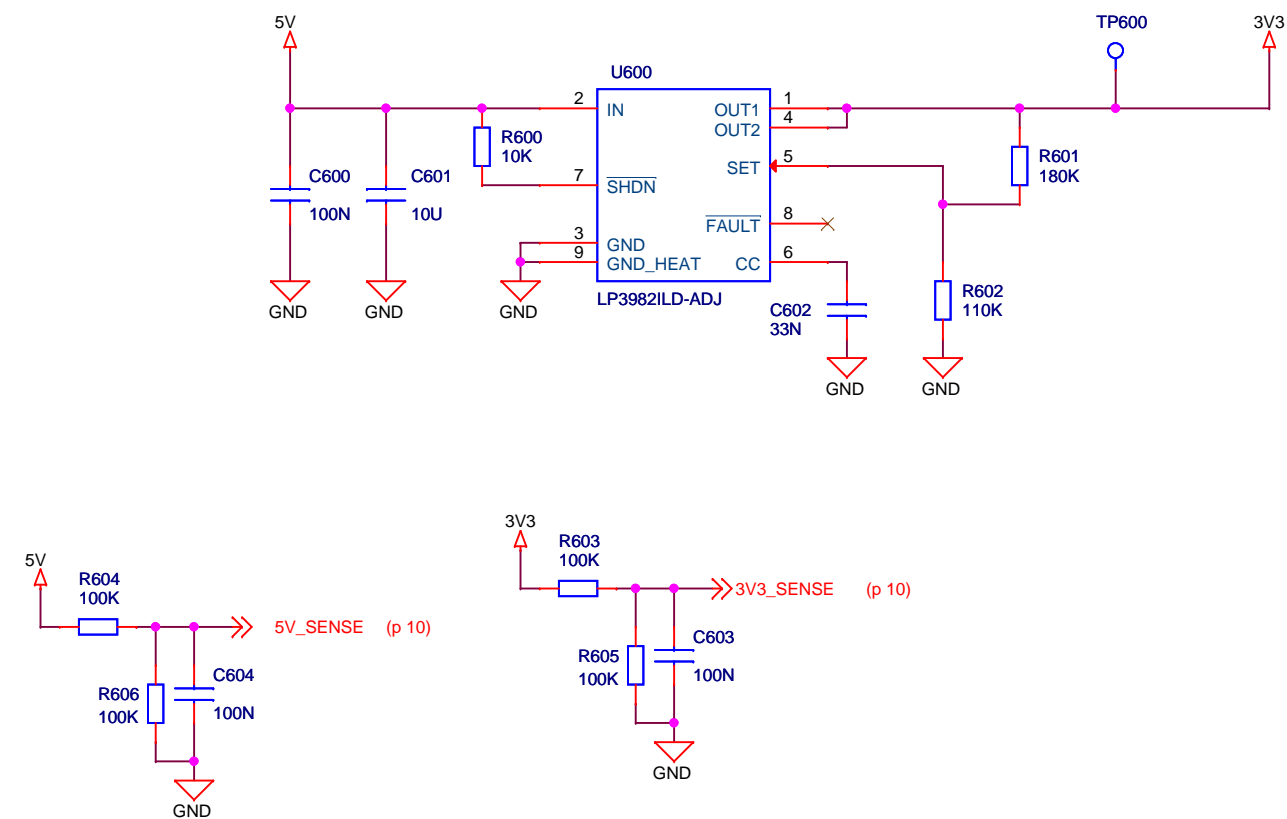 5V
TP600
3V3
U600
2
IN
OUT1
1
OUT2
4
R600
10K
SET
5
R601
180K
C600
100N
C601
10U
7
SHDN
FAULT
8
3
GND
9
GND_HEAT
CC
6
LP3982ILD-ADJ
C602
33N
R602
110K
GND
GND
GND
GND
GND
3V3
R603
100K
3V3_SENSE (p 10)
5V
R604
100K
5V_SENSE (p 10)
R605
100K
C603
100N
R606
100K
C604
100N
GND
GND